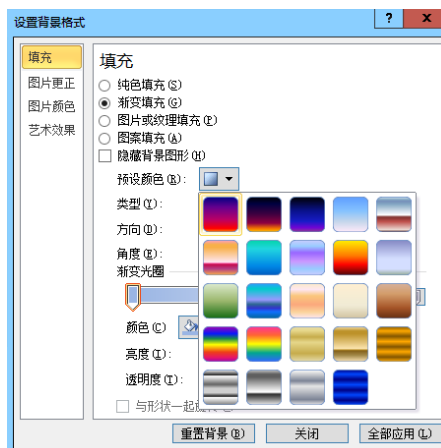 设置背景格式
填充
图片更正
图片颜色
艺术效果
填充
纯色填充(S)
渐变填充(G)
图片或纹理填充(P)
图案填充(A)
隐藏背景图形(H)
预设颜色(R):
类型(Y):
方向(D):
角度(E):
渐变光圈
颜色(C)
亮度(I):
透明度(T):
与形状一起
重置背景(B)
关闭
全部应用(L)